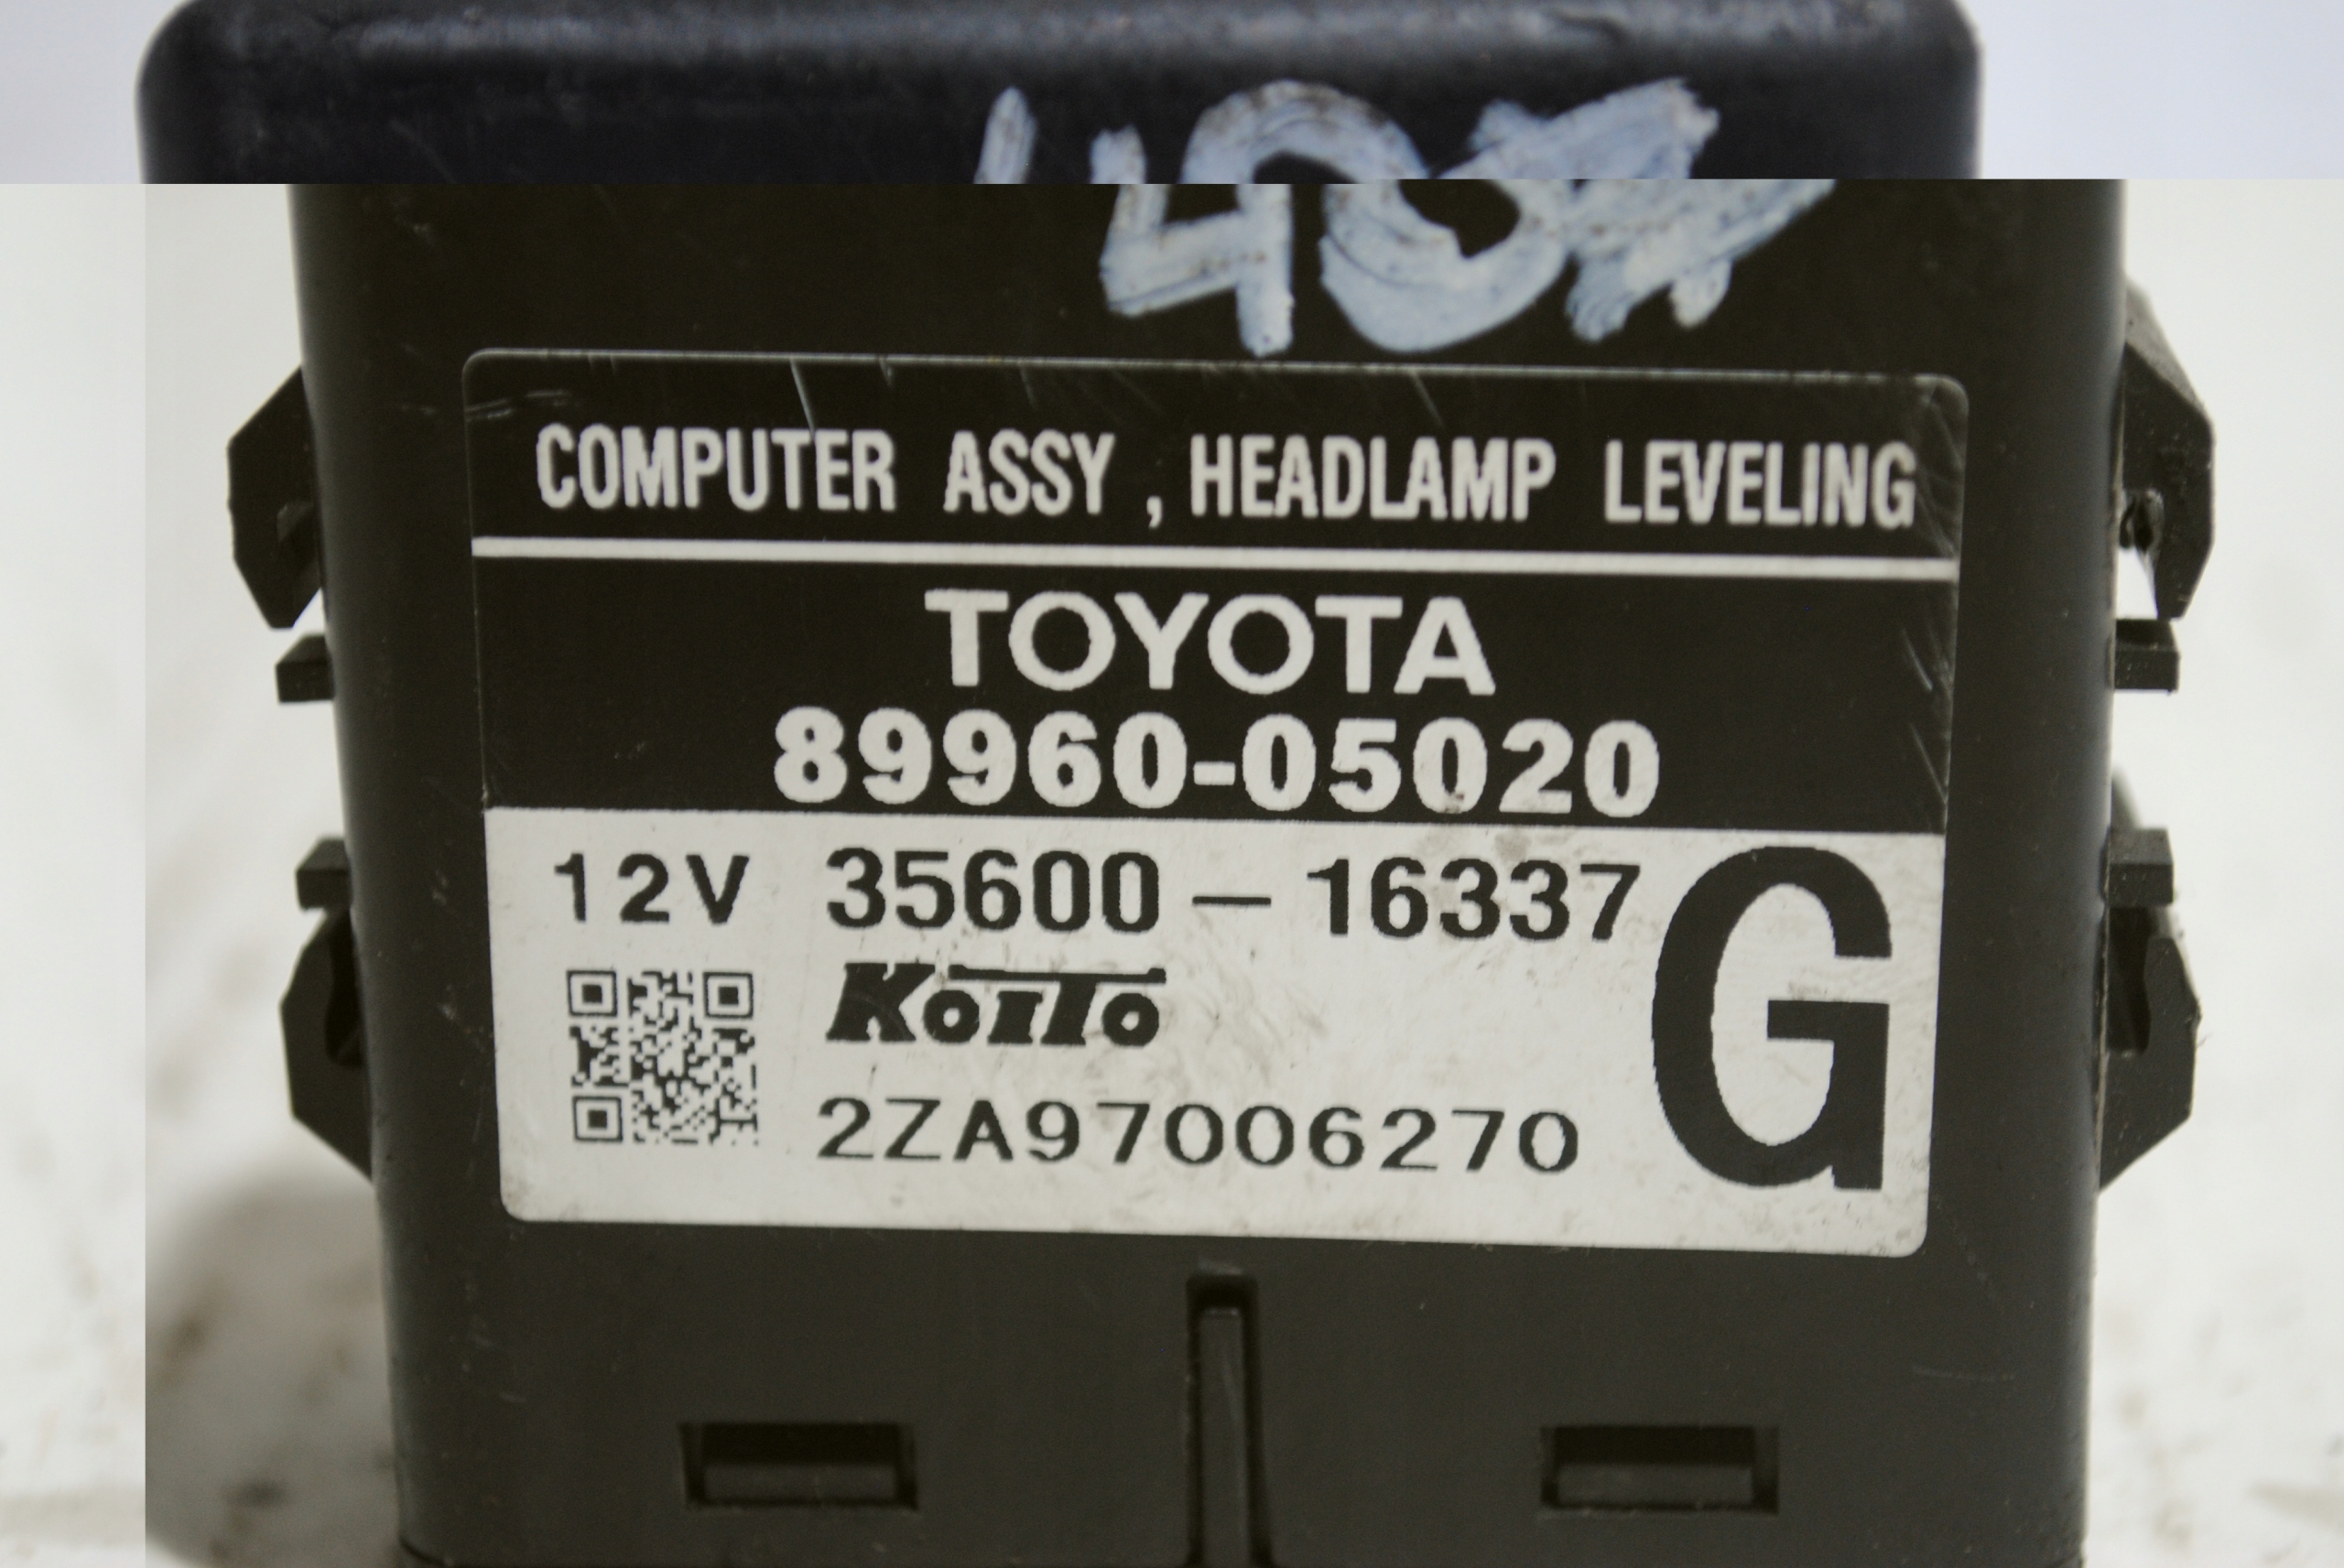 COMPUTER ASSY , HEADLAMP LEVELING
TOYOTA
89960-05020
12V 35600-16337
KOITO
G
2ZA97006270